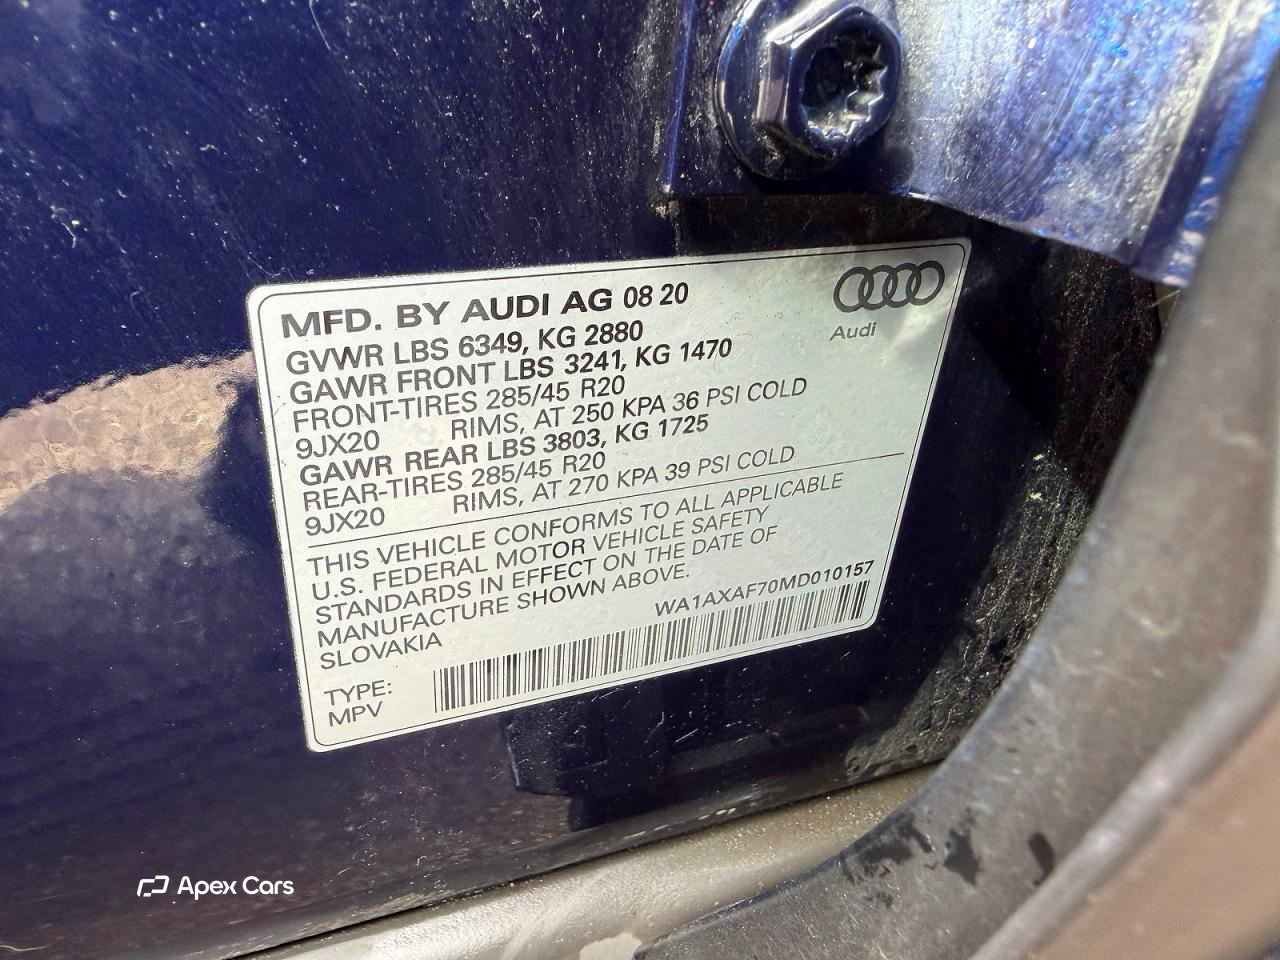 MFD. BY AUDI AG 08 20
Audi
GVWR LBS 6349, KG 2880
GAWR FRONT LBS 3241, KG 1470
FRONT-TIRES 285/45 R20
9JX20 RIMS, AT 250 KPA 36 PSI COLD
GAWR REAR LBS 3803, KG 1725
REAR-TIRES 285/45 R20
9JX20 RIMS, AT 270 KPA 39 PSI COLD
THIS VEHICLE CONFORMS TO ALL APPLICABLE
U.S. FEDERAL MOTOR VEHICLE SAFETY
STANDARDS IN EFFECT ON THE DATE OF
MANUFACTURE SHOWN ABOVE.
SLOVAKIA
WA1AXAF70MD010157
TYPE:
MPV
Apex Cars